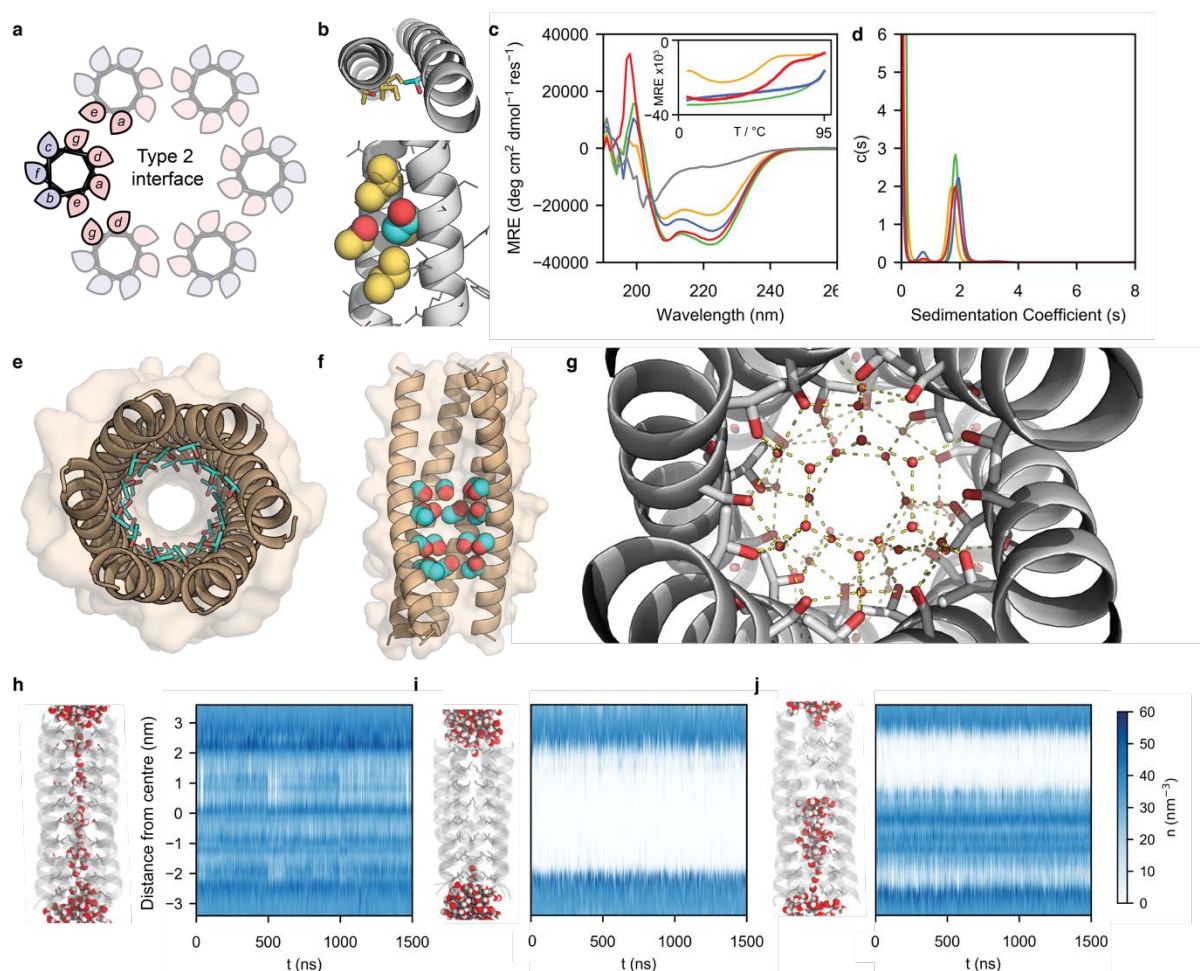 a
e
a
g
c
d
f
a
b
e
g
d
Type 2
interface
b
c
40000
20000
0
−20000
−40000
MRE (deg cm² dmol⁻¹ res⁻¹)
200
220
240
26
Wavelength (nm)
0
−40
MRE x10³
0
95
T / °C
d
6
5
4
3
2
1
0
c(s)
0
2
4
6
8
Sedimentation Coefficient (s)
e
f
g
h
Distance from centre (nm)
3
2
1
0
−1
−2
−3
0
500
1000
1500
t (ns)
i
0
500
1000
1500
t (ns)
j
0
500
1000
1500
t (ns)
60
50
40
30
20
10
0
n (nm⁻³)